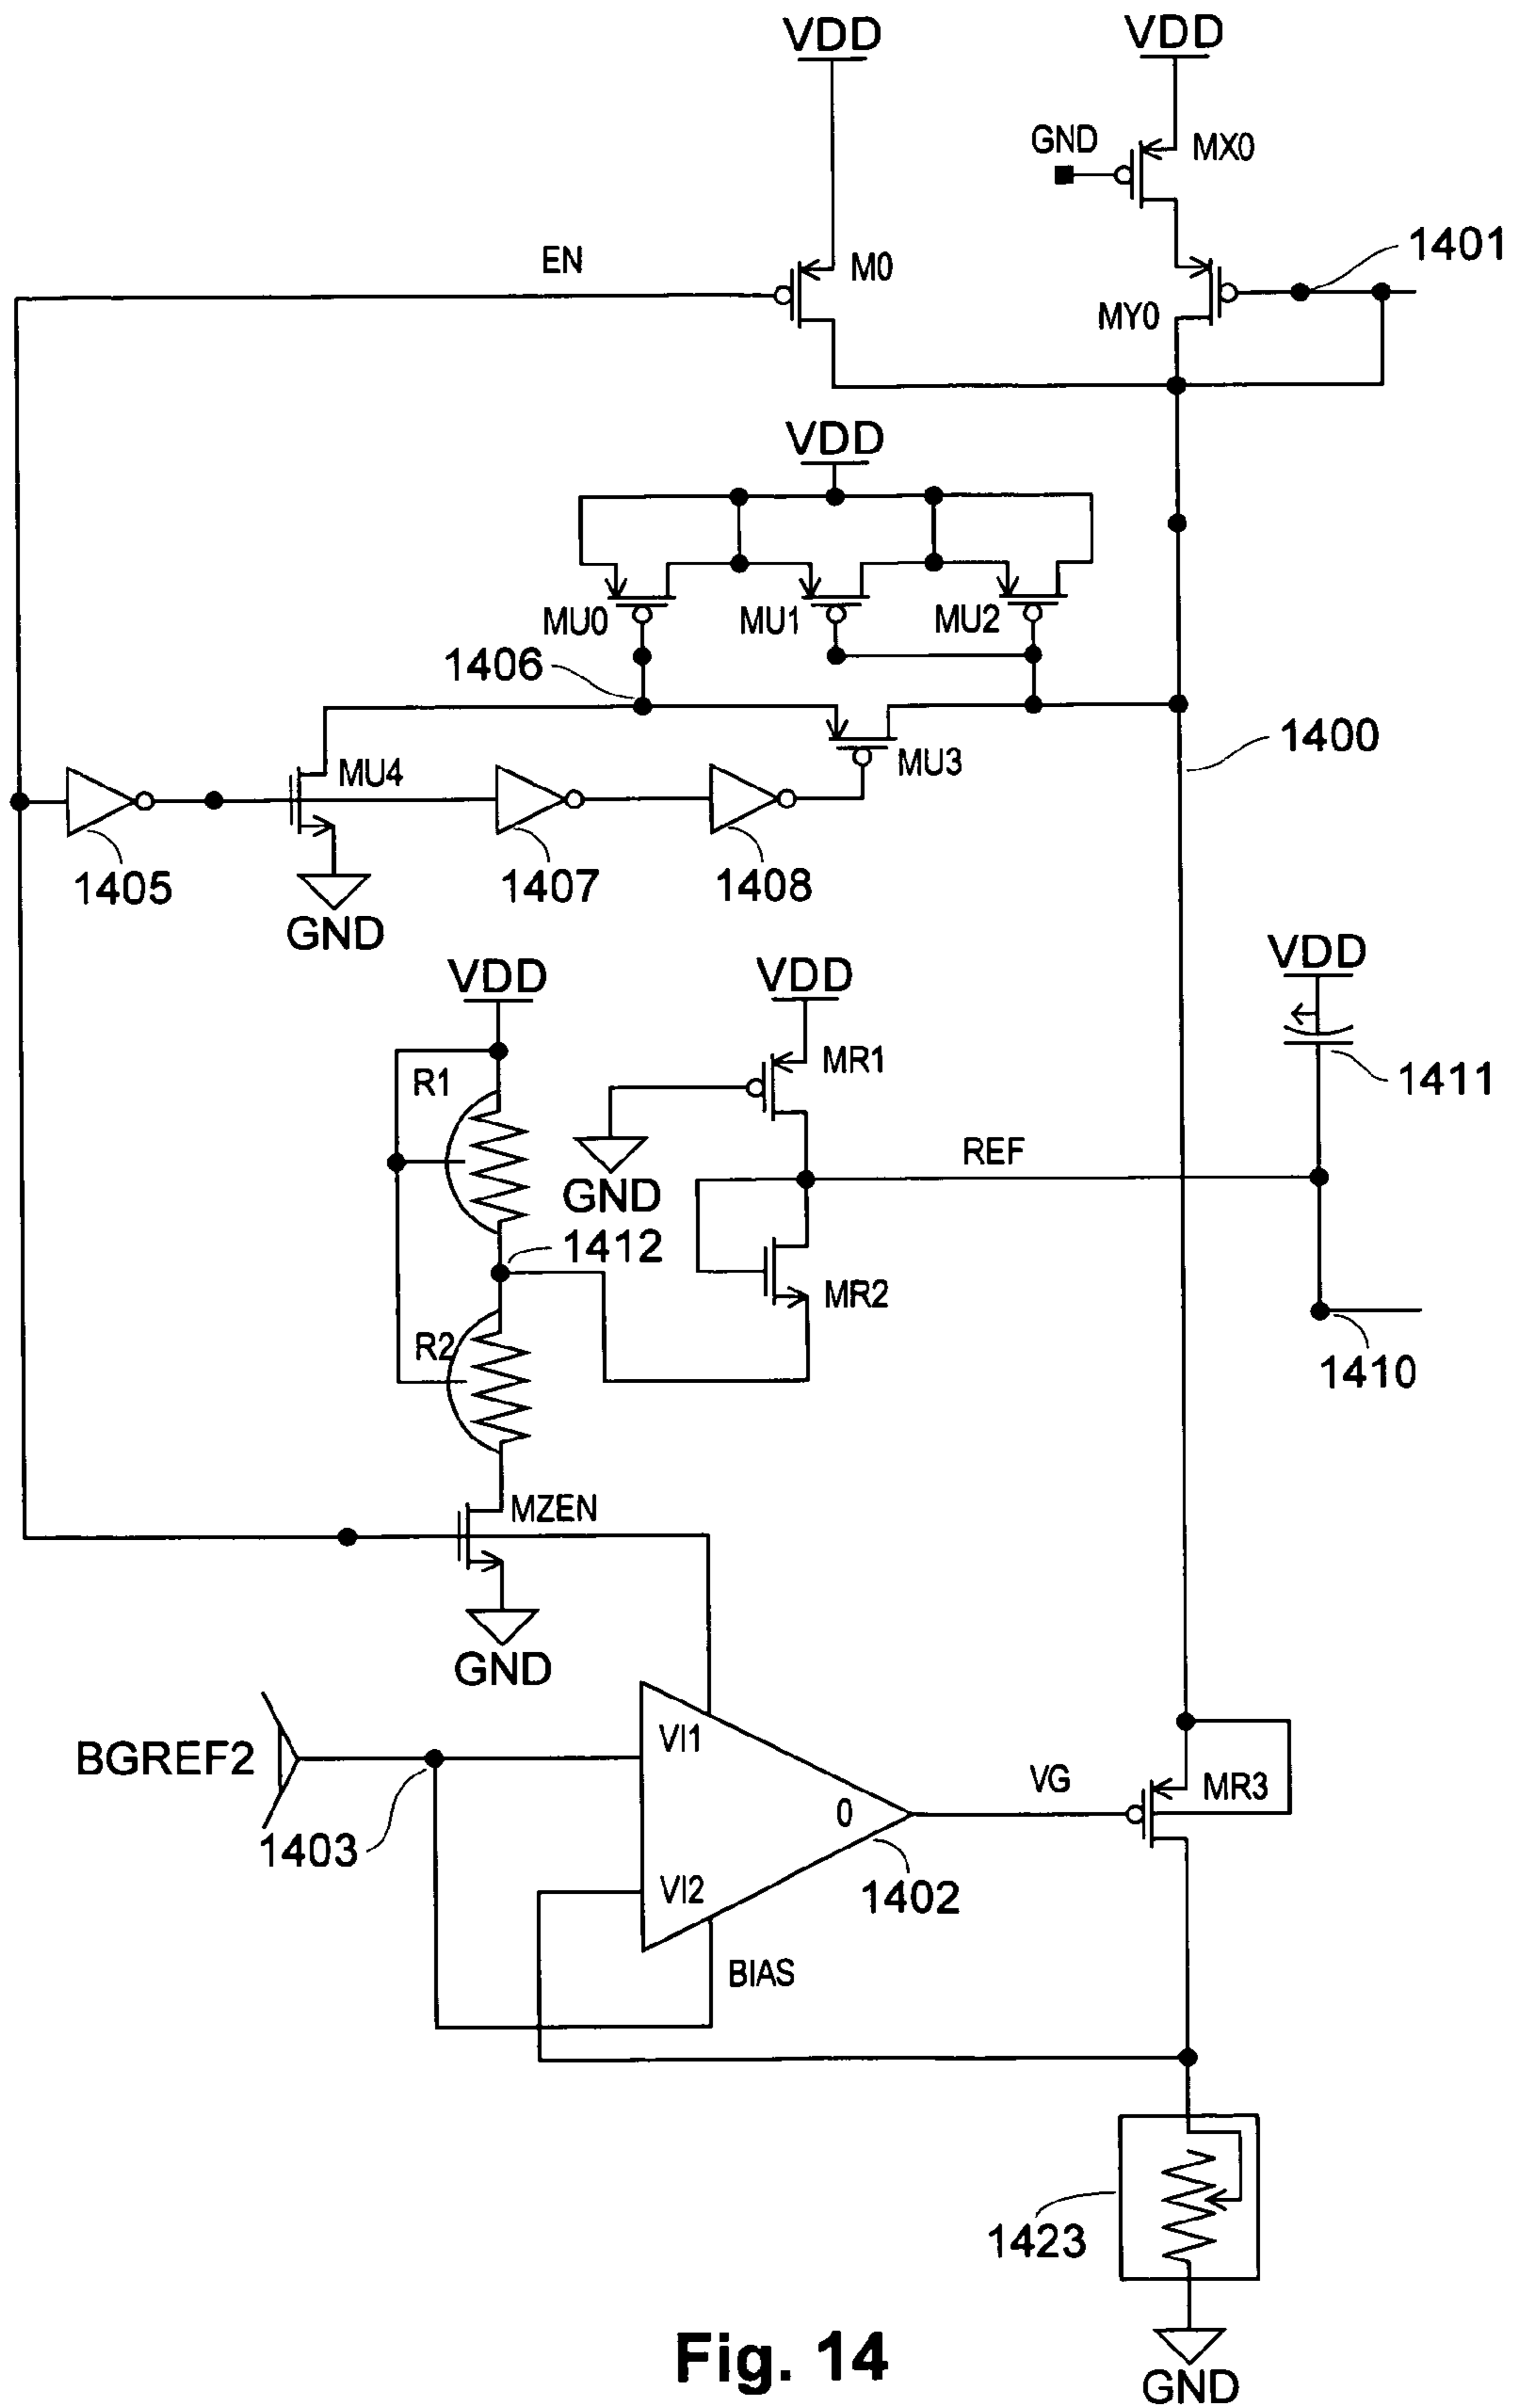 VDD
VDD
GND
MX0
EN
M0
1401
MY0
VDD
MU0
MU1
MU2
1406
1400
MU4
MU3
1405
1407
1408
GND
VDD
VDD
VDD
MR1
R1
1411
REF
GND
1412
MR2
R2
1410
MZEN
GND
VI1
BGREF2
VG
MR3
0
1403
VI2
1402
BIAS
1423
Fig. 14
GND